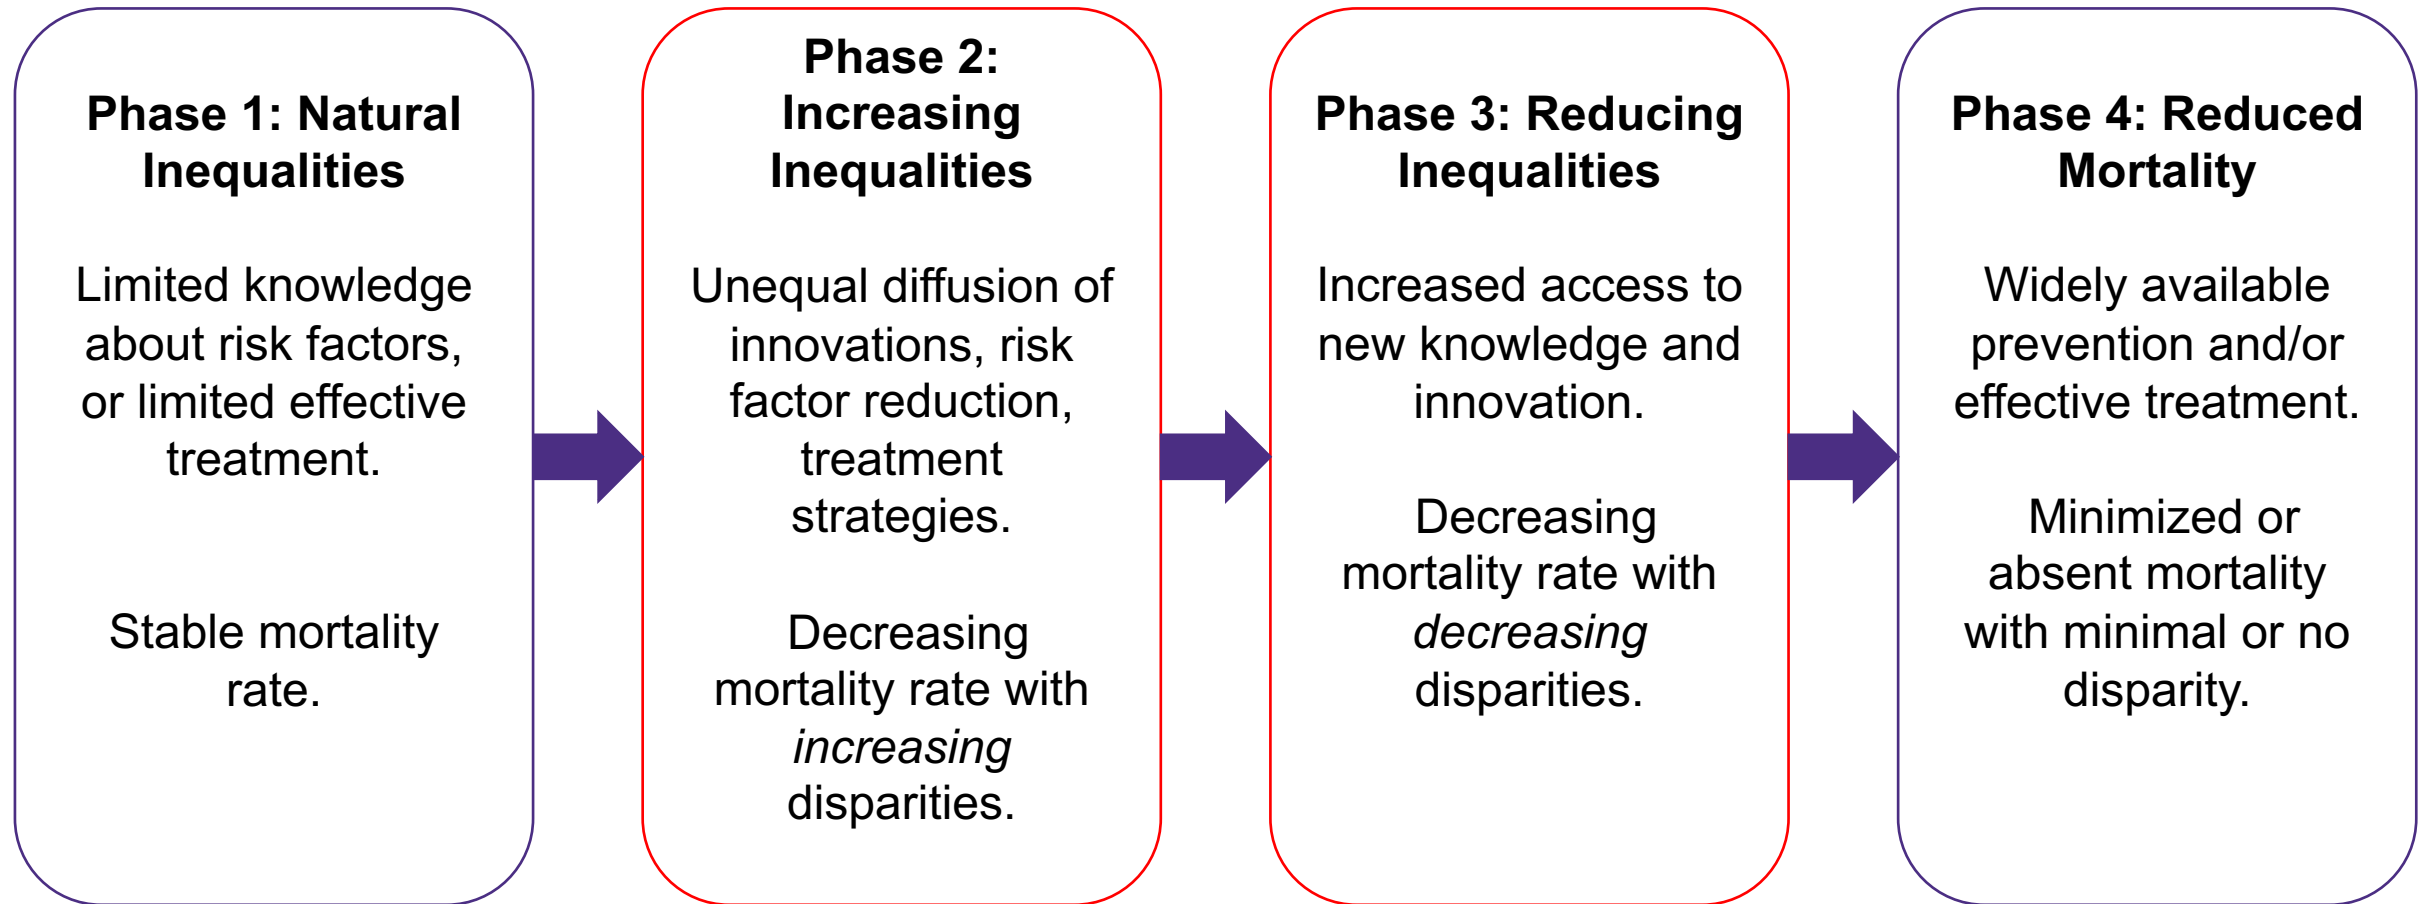 Phase 1: Natural
Inequalities
Limited knowledge
about risk factors,
or limited effective
treatment.
Stable mortality
rate.
Phase 2:
Increasing
Inequalities
Unequal diffusion of
innovations, risk
factor reduction,
treatment
strategies.
Decreasing
mortality rate with
increasing
disparities.
Phase 3: Reducing
Inequalities
Increased access to
new knowledge and
innovation.
Decreasing
mortality rate with
decreasing
disparities.
Phase 4: Reduced
Mortality
Widely available
prevention and/or
effective treatment.
Minimized or
absent mortality
with minimal or no
disparity.